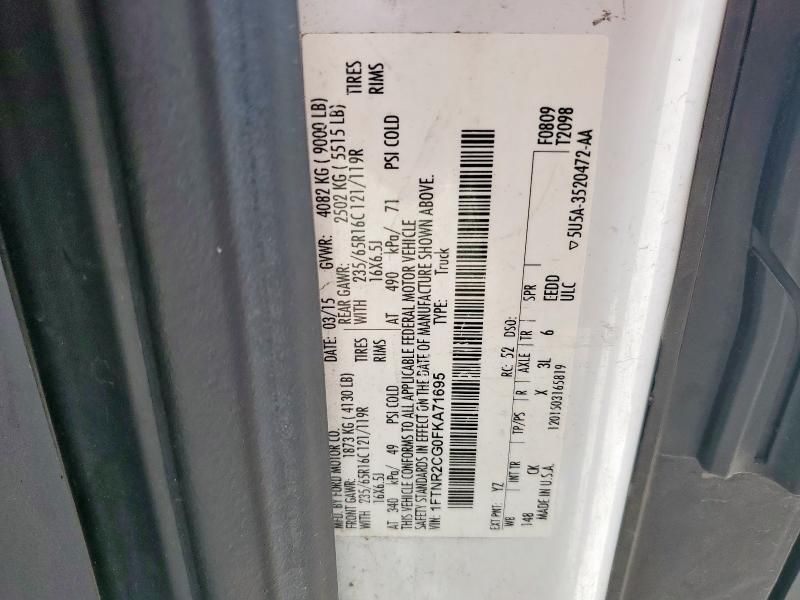 MFD. BY FORD MOTOR CO.
DATE: 03/15 GVWR: 4082 KG ( 9000 LB)
FRONT GAWR: 1873 KG ( 4130 LB) REAR GAWR: 2502 KG ( 5515 LB)
WITH 235/65R16C 121/119R TIRES WITH 235/65R16C 121/119R TIRES
16X6.5J RIMS 16X6.5J RIMS
AT 340 kPa/ 49 PSI COLD AT 490 kPa/ 71 PSI COLD
THIS VEHICLE CONFORMS TO ALL APPLICABLE FEDERAL MOTOR VEHICLE
SAFETY STANDARDS IN EFFECT ON THE DATE OF MANUFACTURE SHOWN ABOVE.
VIN: 1FTNR2CG0FKA71695 TYPE: Truck
F0809
T2098
EXT PNT: YZ RC: 52 DSO:
WB INT TR TP/PS R AXLE TR SPR
148 CK X 3L 6 EEDD
ULC
MADE IN U.S.A. 1201503165819
▽ 5U5A-3520472-AA